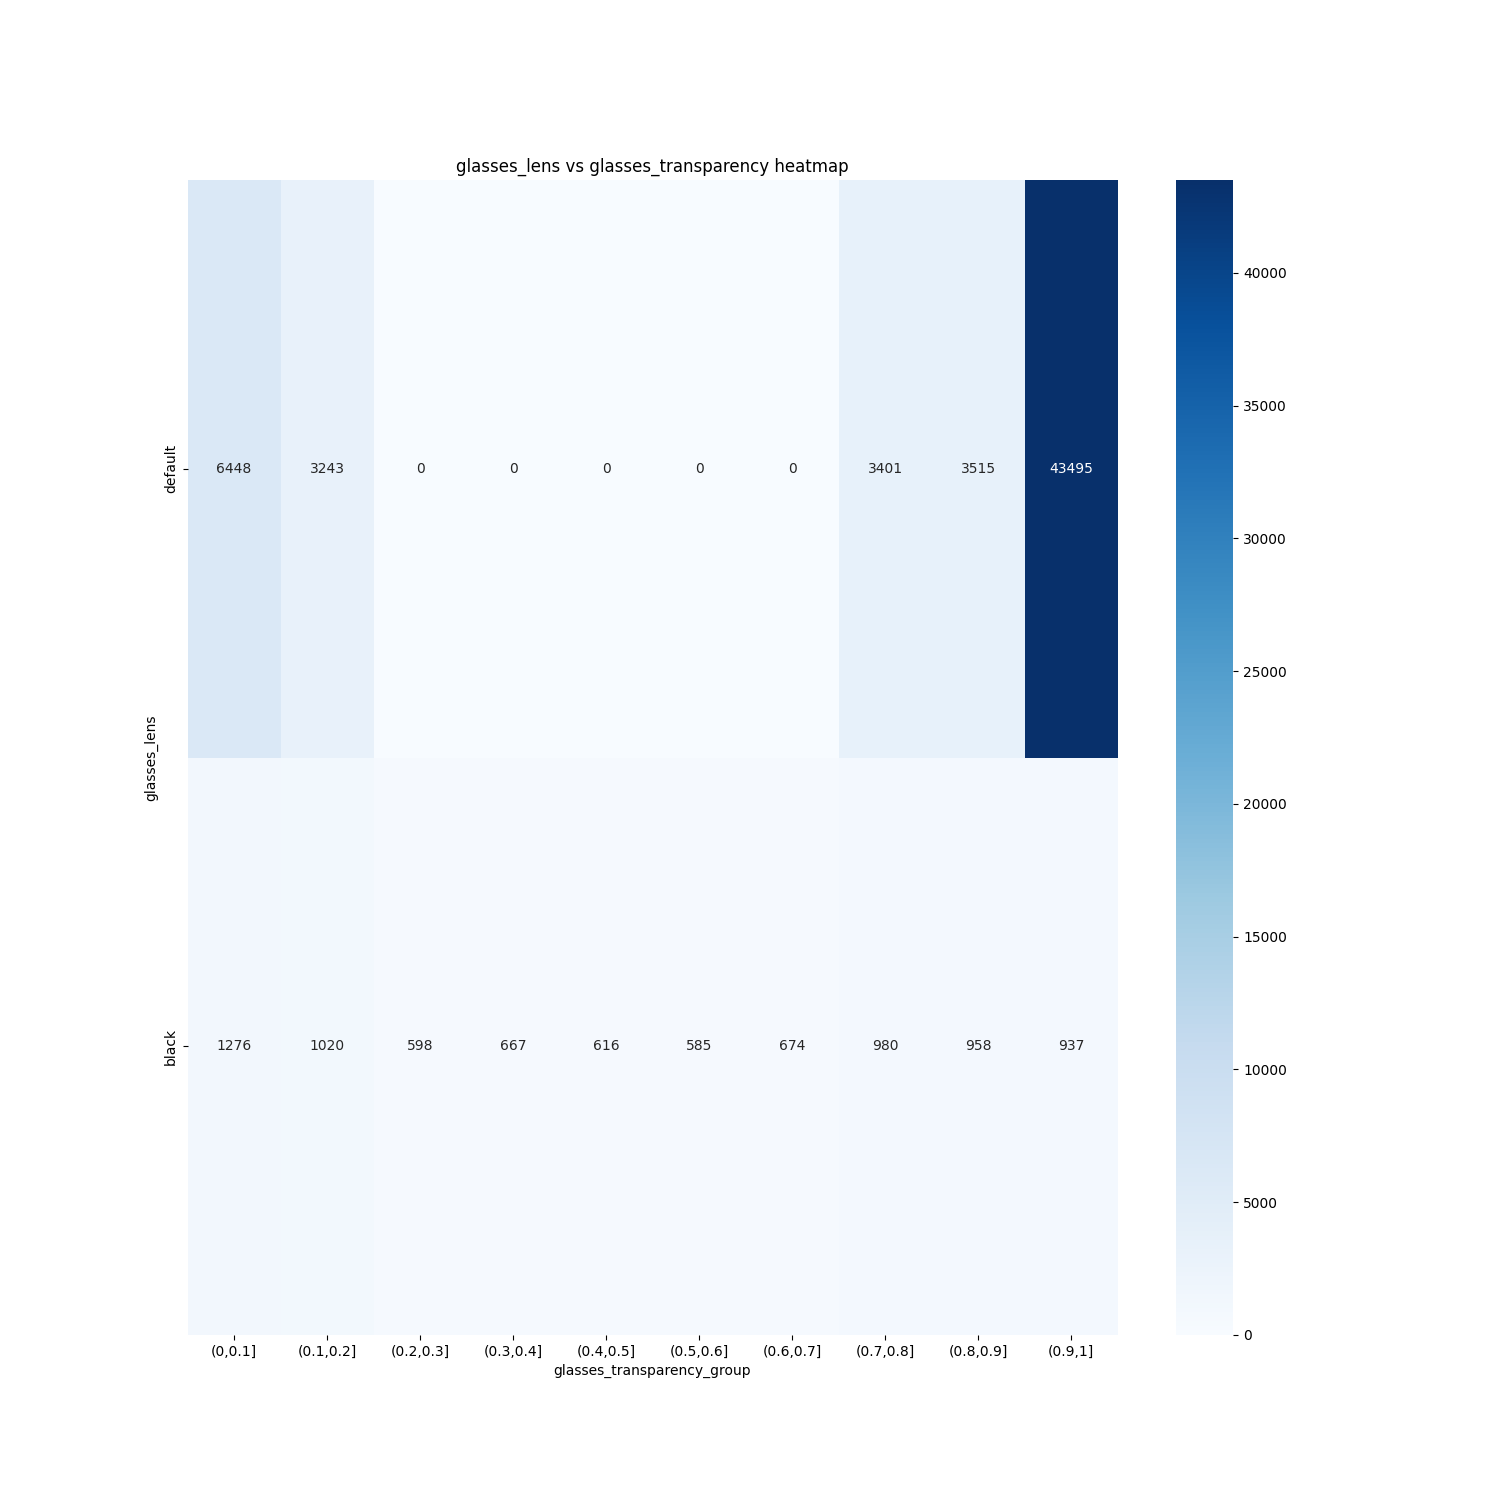 glasses_lens vs glasses_transparency heatmap
default
6448 3243 0 0 0 0 0 3401 3515 43495
glasses_lens
black
1276 1020 598 667 616 585 674 980 958 937
(0,0.1] (0.1,0.2] (0.2,0.3] (0.3,0.4] (0.4,0.5] (0.5,0.6] (0.6,0.7] (0.7,0.8] (0.8,0.9] (0.9,1]
glasses_transparency_group
40000
35000
30000
25000
20000
15000
10000
5000
0